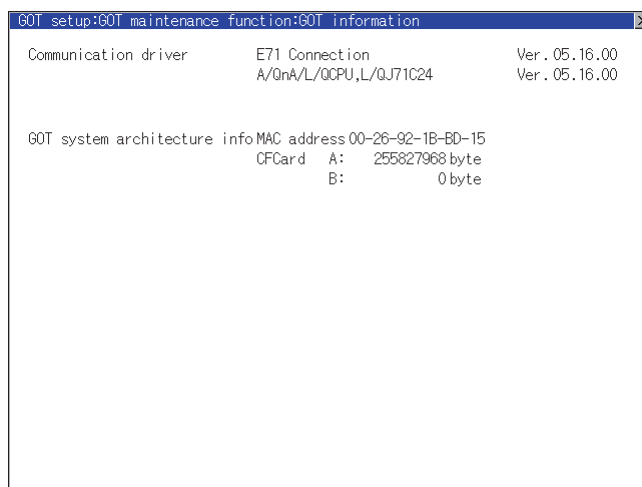 GOT setup:GOT maintenance function:GOT information
Communication driver E71 Connection Ver.05.16.00
A/QnA/L/QCPU,L/QJ71C24 Ver.05.16.00
GOT system architecture info MAC address 00-26-92-1B-BD-15
CFCard A: 255827968 byte
B: 0 byte